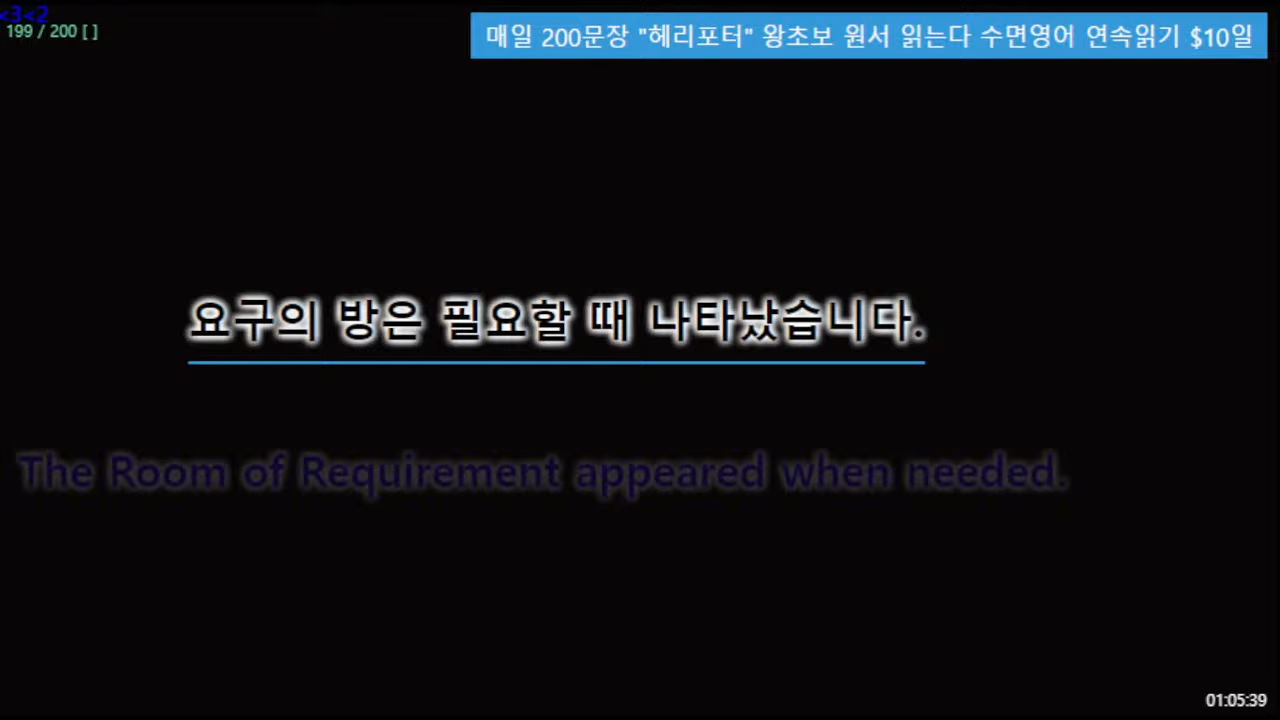 <3<2
199 / 200 [ ]
매일 200문장 "헤리포터" 왕초보 원서 읽는다 수면영어 연속읽기 $10일
요구의 방은 필요할 때 나타났습니다.
The Room of Requirement appeared when needed.
01:05:39